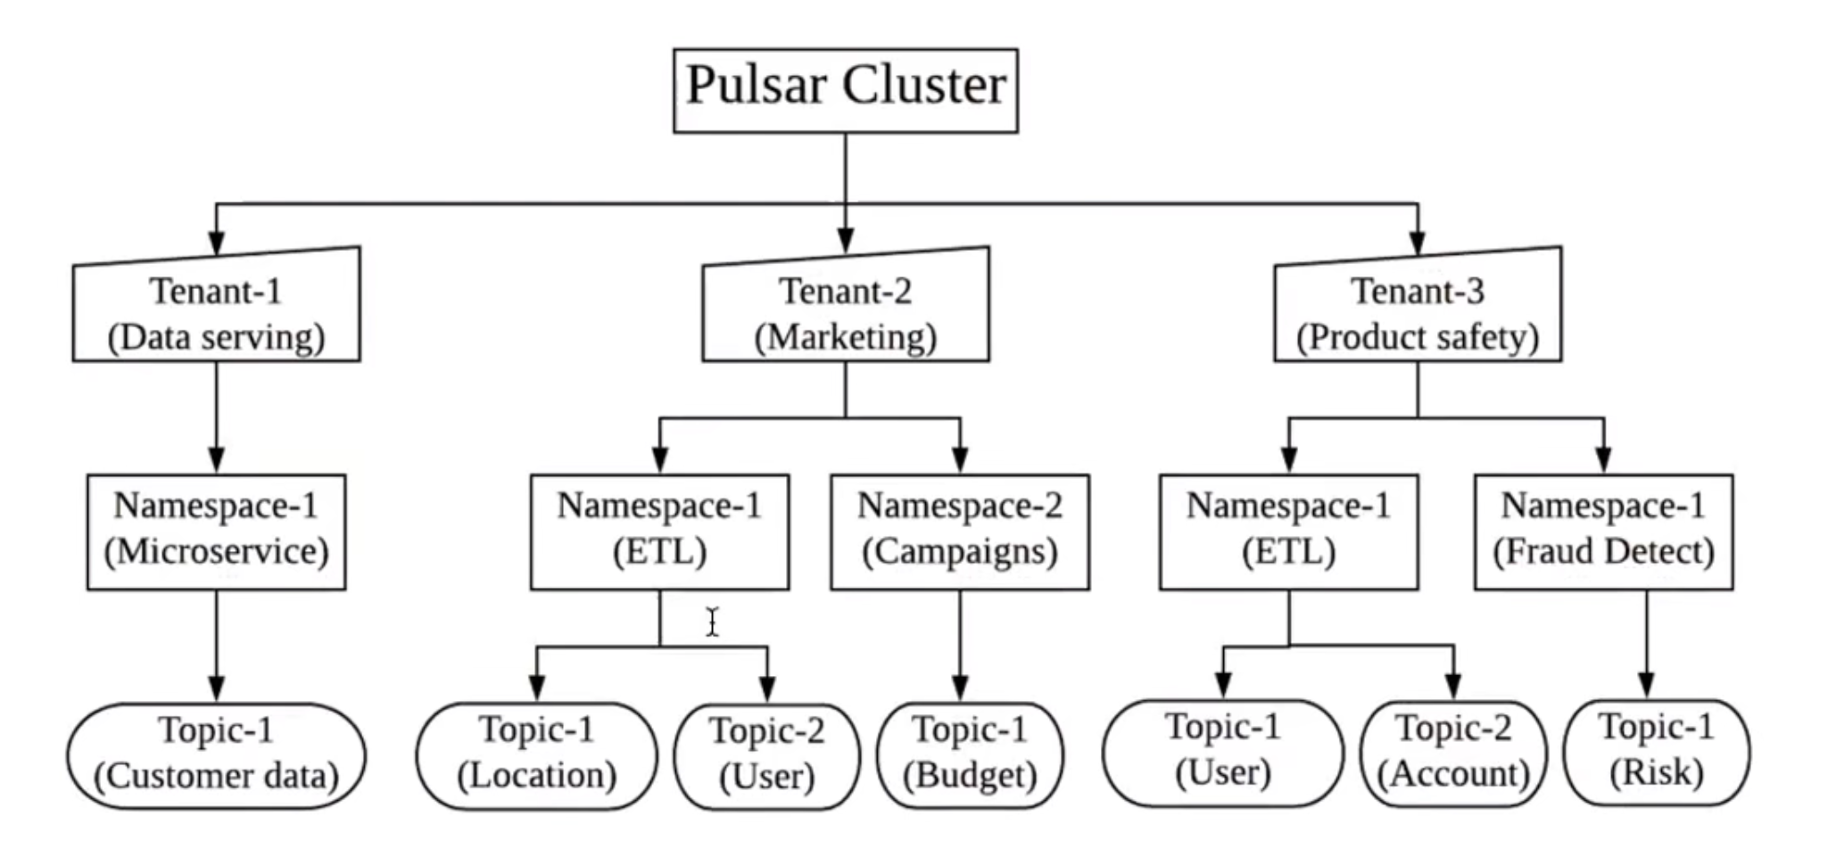 Pulsar Cluster
Tenant-1
(Data serving)
Tenant-2
(Marketing)
Tenant-3
(Product safety)
Namespace-1
(Microservice)
Namespace-1
(ETL)
Namespace-2
(Campaigns)
Namespace-1
(ETL)
Namespace-1
(Fraud Detect)
Topic-1
(Customer data)
Topic-1
(Location)
Topic-2
(User)
Topic-1
(Budget)
Topic-1
(User)
Topic-2
(Account)
Topic-1
(Risk)